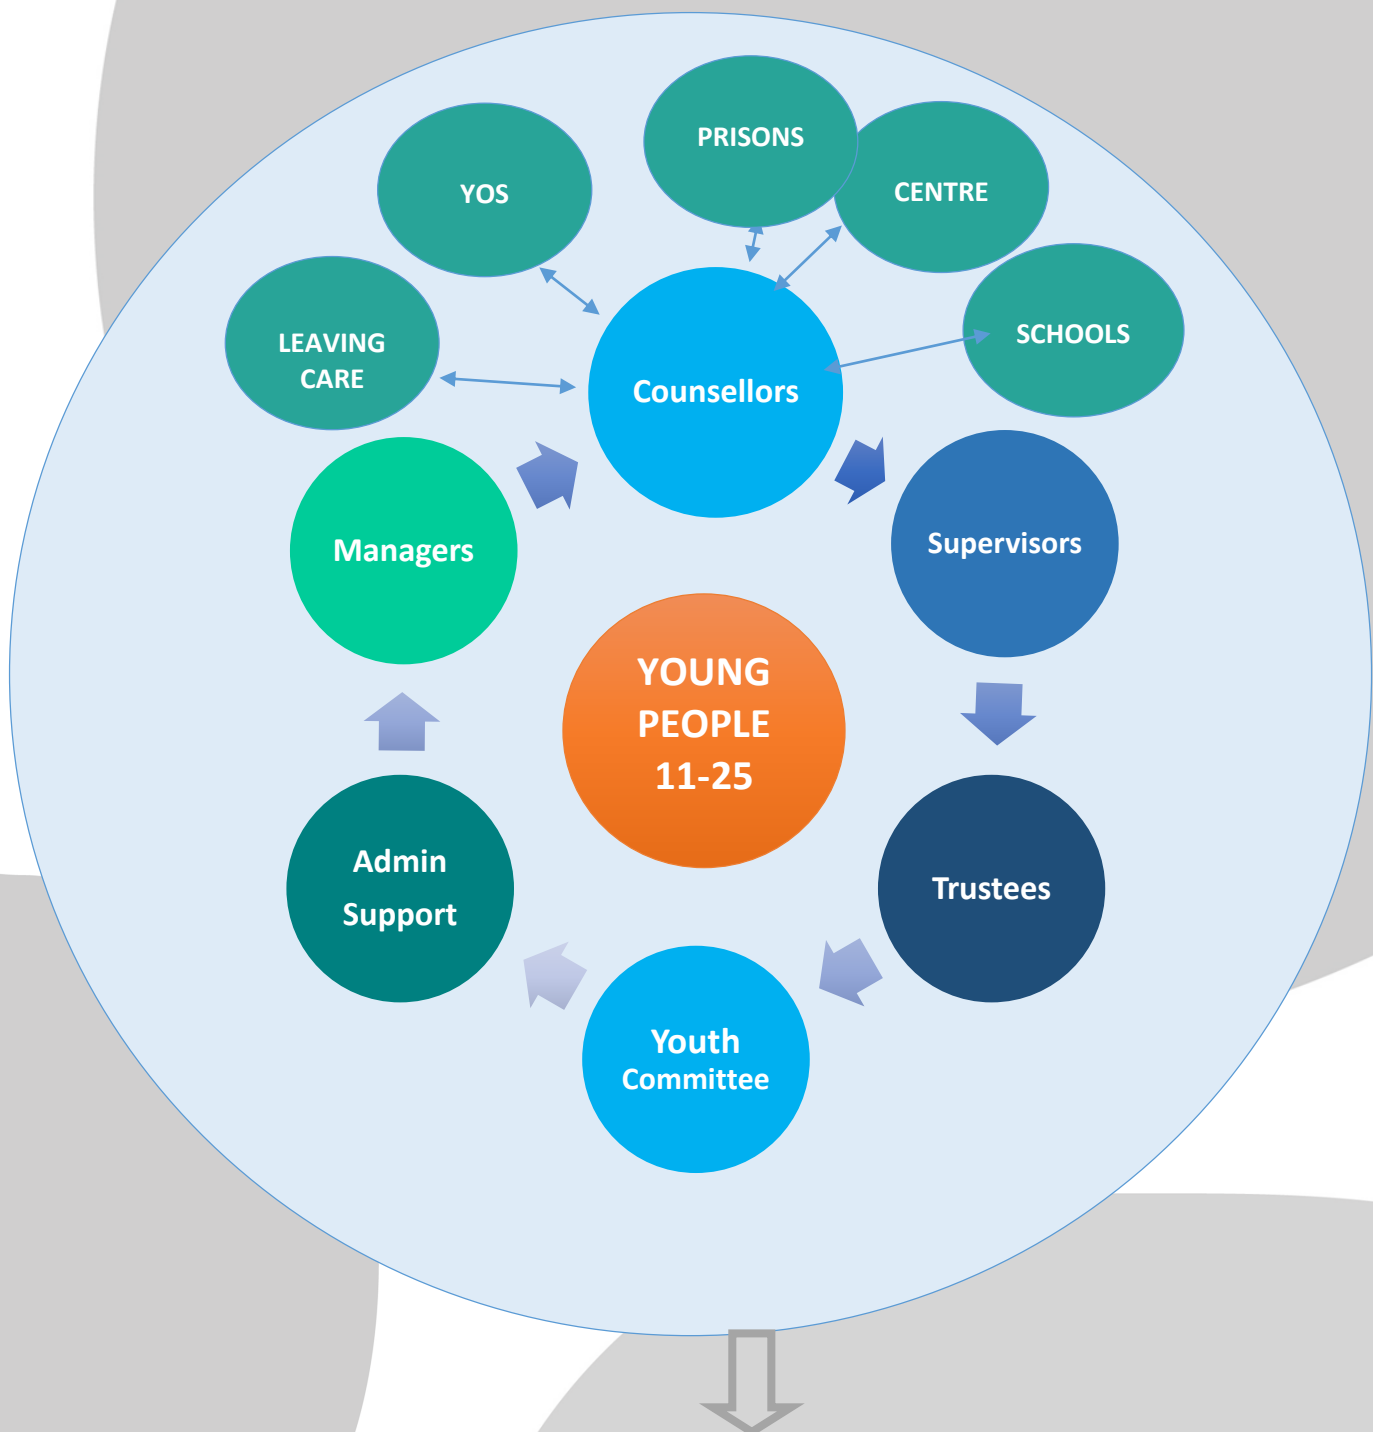 PRISONS
YOS
CENTRE
LEAVING
CARE
SCHOOLS
Counsellors
Managers
Supervisors
YOUNG
PEOPLE
11-25
Admin
Support
Trustees
Youth
Committee